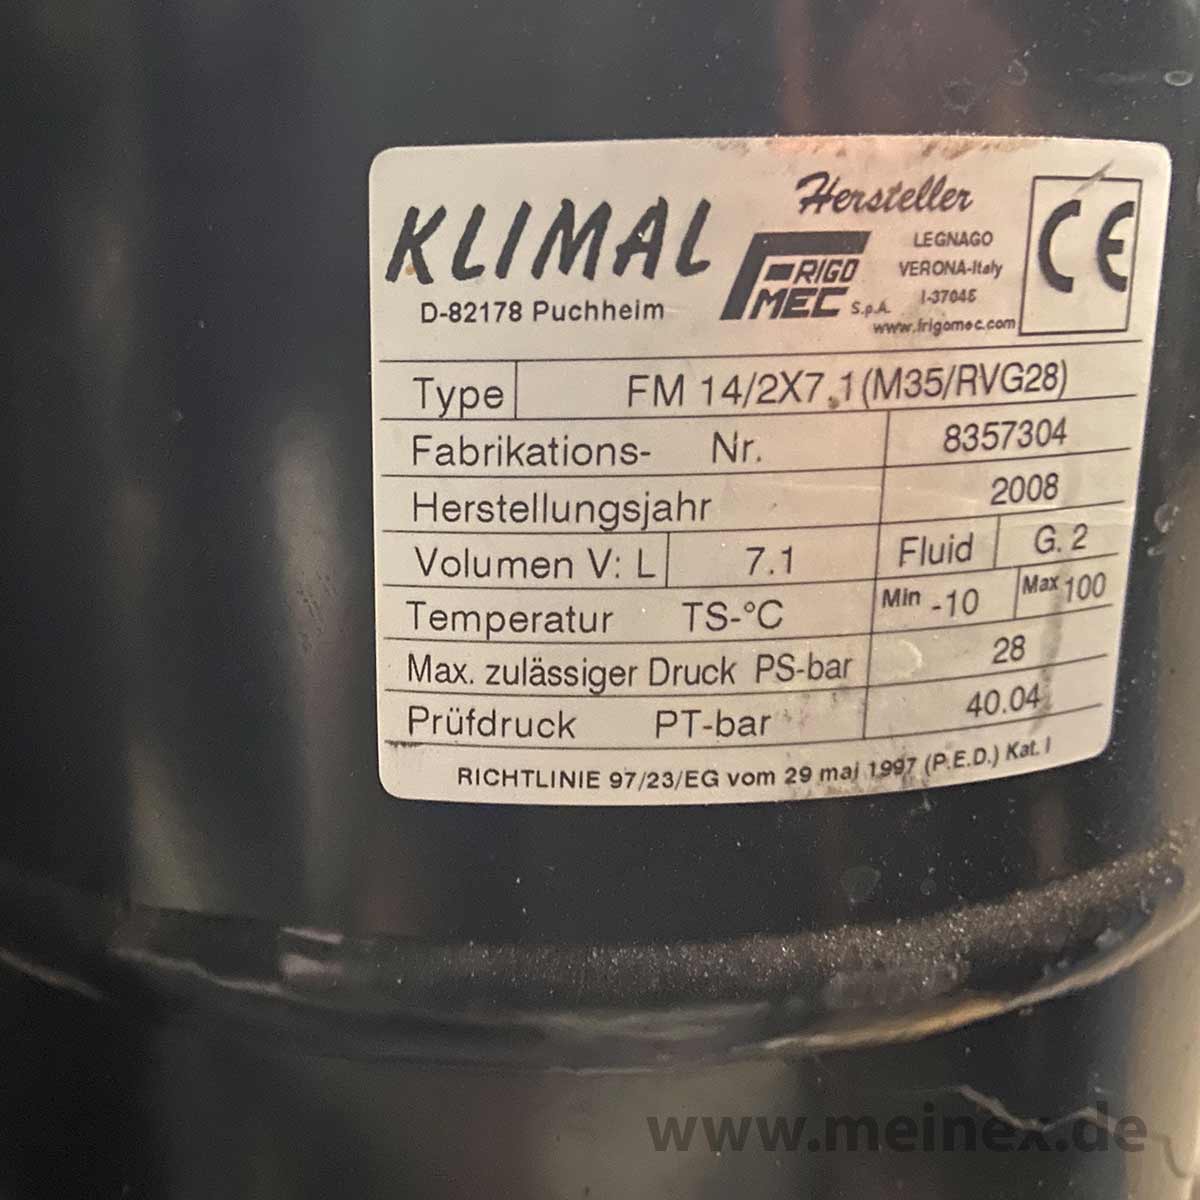 KLIMAL
D-82178 Puchheim
Hersteller
FRIGO
MEC S.p.A.
LEGNAGO
VERONA-Italy
I-37045
www.frigomec.com
CE
Type FM 14/2X7.1(M35/RVG28)
Fabrikations- Nr. 8357304
Herstellungsjahr 2008
Volumen V: L 7.1 Fluid G. 2
Temperatur TS-°C Min -10 Max 100
Max. zulässiger Druck PS-bar 28
Prüfdruck PT-bar 40.04
RICHTLINIE 97/23/EG vom 29 mai 1997 (P.E.D.) Kat. I
www.meinex.de